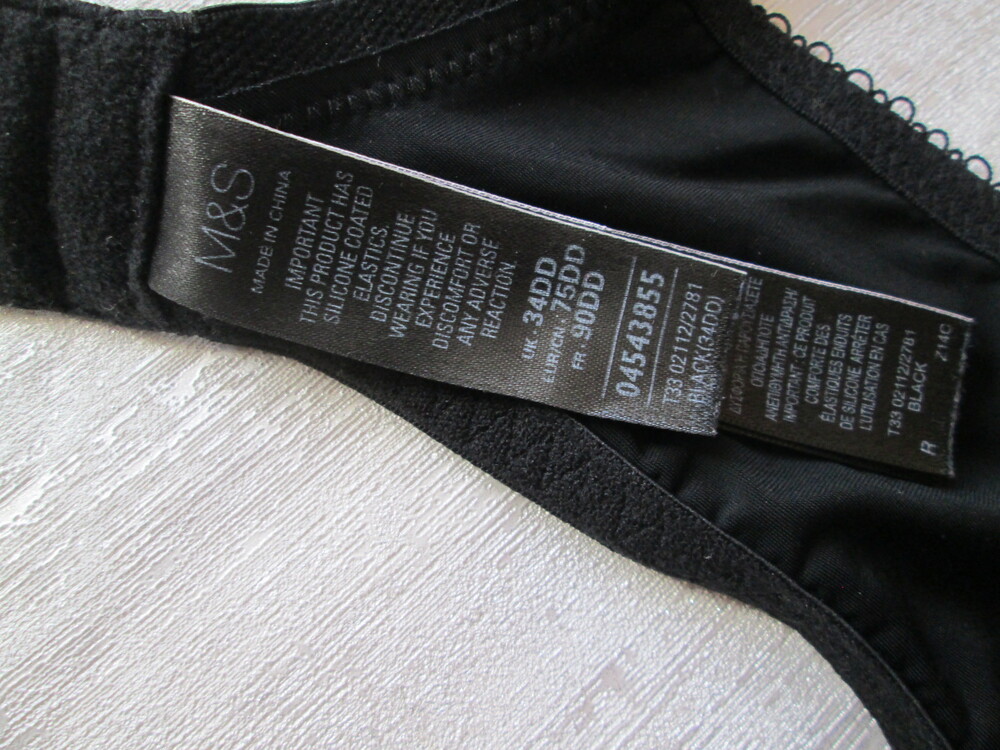 M&S
MADE IN CHINA
IMPORTANT
THIS PRODUCT HAS
SILICONE COATED
ELASTICS.
DISCONTINUE
WEARING IF YOU
EXPERIENCE
DISCOMFORT OR
ANY ADVERSE
REACTION.
UK 34DD
EUR/CN 75DD
FR 90DD
04543855
T33 02112/2781
BLACK(34DD)
IMPORTANT. CE PRODUIT
COMPORTE DES
ÉLASTIQUES ENDUITS
DE SILICONE ARRETER
L'UTILISATION EN CAS
T33 02112/2781
BLACK Z14C
R